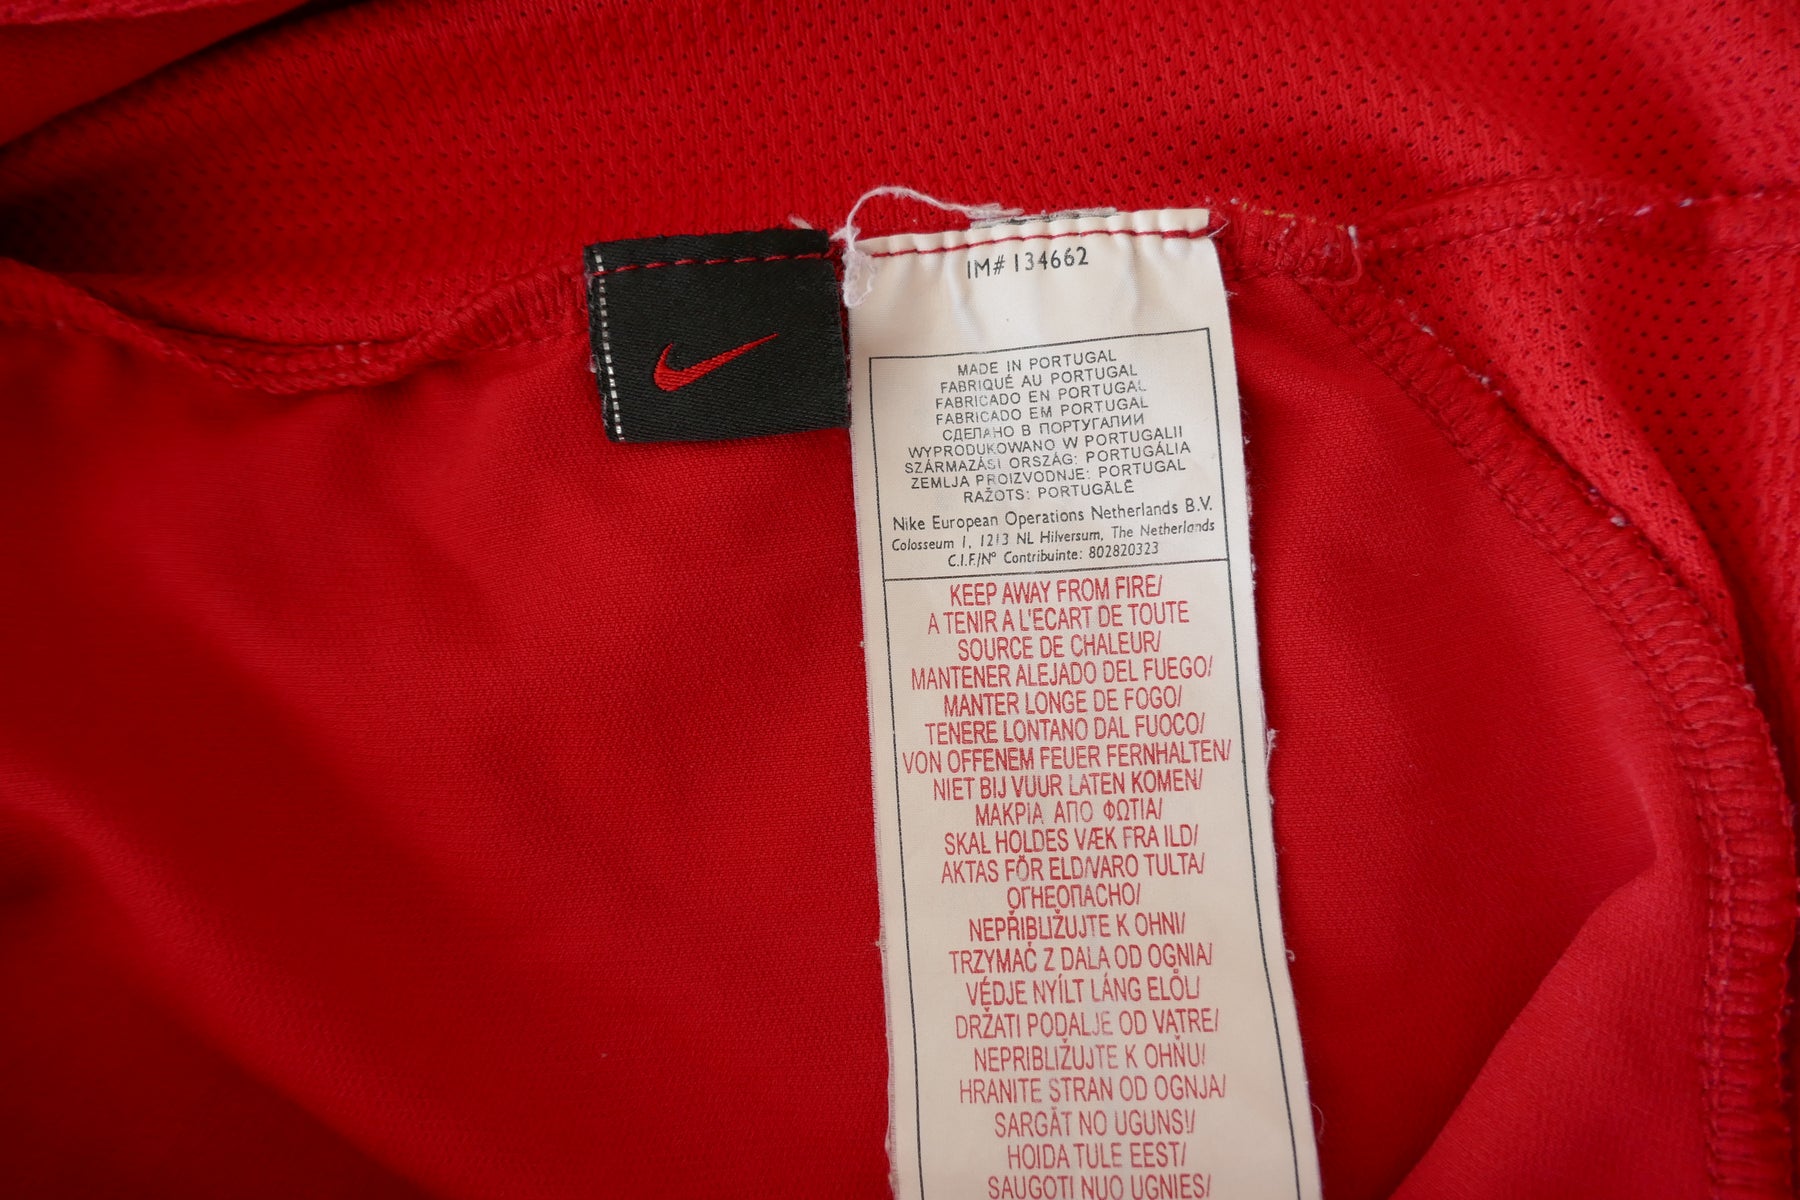 IM# 134662
MADE IN PORTUGAL
FABRIQUÉ AU PORTUGAL
FABRICADO EN PORTUGAL
FABRICADO EM PORTUGAL
СДЕЛАНО В ПОРТУГАЛИИ
WYPRODUKOWANO W PORTUGALII
SZÁRMAZÁSI ORSZÁG: PORTUGÁLIA
ZEMLJA PROIZVODNJE: PORTUGAL
RAŽOTS: PORTUGĀLĒ
Nike European Operations Netherlands B.V.
Colosseum 1, 1213 NL Hilversum, The Netherlands
C.I.F./Nº Contribuinte: 802820323
KEEP AWAY FROM FIRE/
A TENIR A L'ECART DE TOUTE
SOURCE DE CHALEUR/
MANTENER ALEJADO DEL FUEGO/
MANTER LONGE DE FOGO/
TENERE LONTANO DAL FUOCO/
VON OFFENEM FEUER FERNHALTEN/
NIET BIJ VUUR LATEN KOMEN/
ΜΑΚΡΙΑ ΑΠΟ ΦΩΤΙΑ/
SKAL HOLDES VÆK FRA ILD/
AKTAS FÖR ELD/VARO TULTA/
ОГНЕОПАСНО/
NEPŘIBLIŽUJTE K OHNI/
TRZYMAĆ Z DALA OD OGNIA/
VÉDJE NYÍLT LÁNG ELŐL/
DRŽATI PODALJE OD VATRE/
NEPRIBLIŽUJTE K OHŇU/
HRANITE STRAN OD OGNJA/
SARGĀT NO UGUNS!/
HOIDA TULE EEST/
SAUGOTI NUO UGNIES/